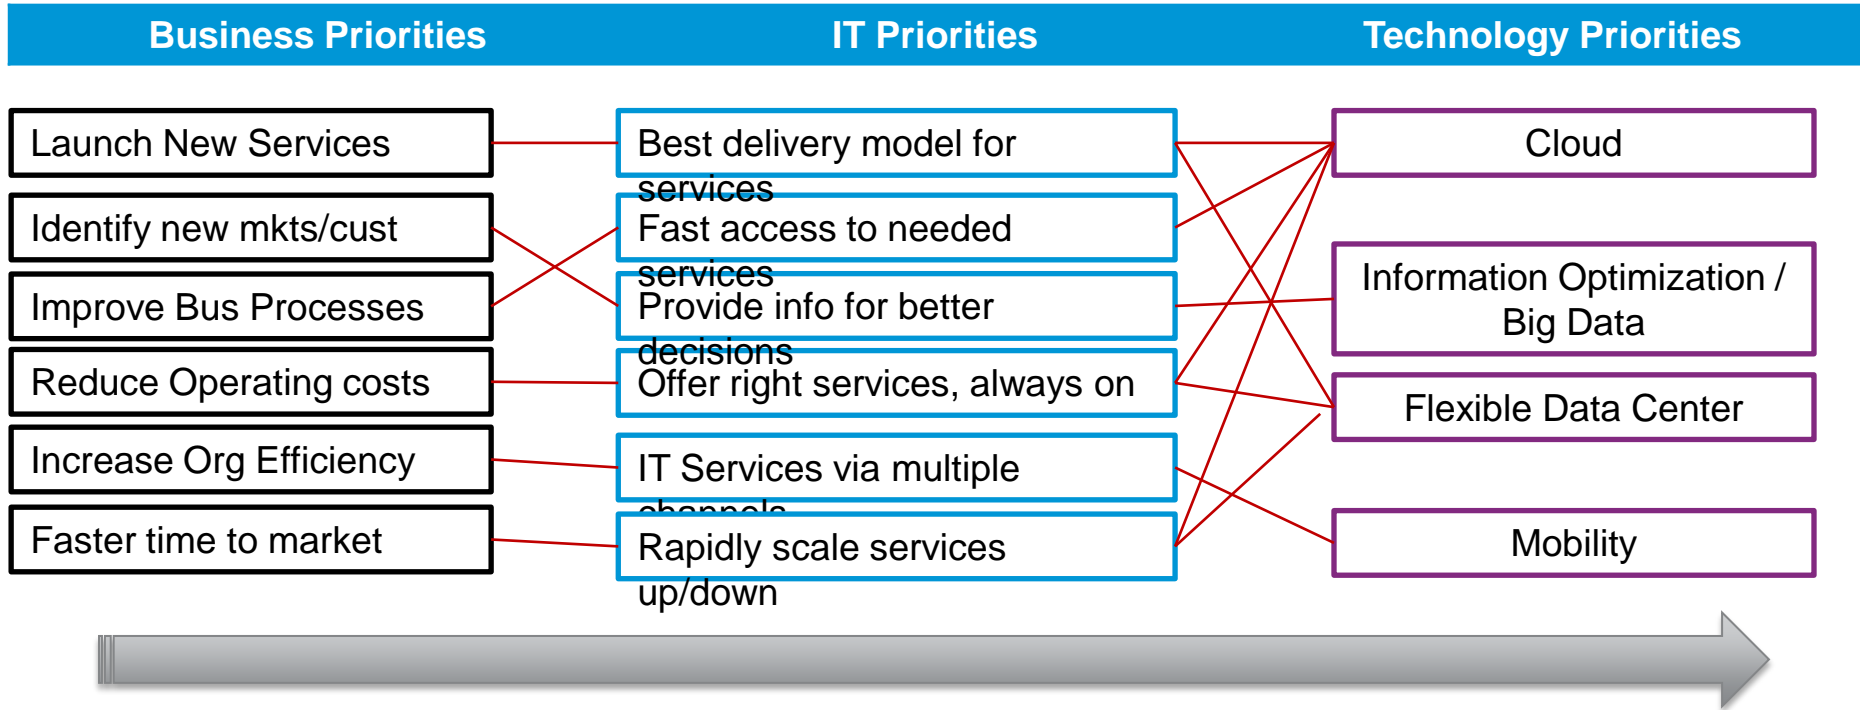 Business Priorities
IT Priorities
Technology Priorities
Launch New Services
Identify new mkts/cust
Improve Bus Processes
Reduce Operating costs
Increase Org Efficiency
Faster time to market
Best delivery model for
services
Fast access to needed
services
Provide info for better
decisions
Offer right services, always on
IT Services via multiple
channels
Rapidly scale services
up/down
Cloud
Information Optimization /
Big Data
Flexible Data Center
Mobility